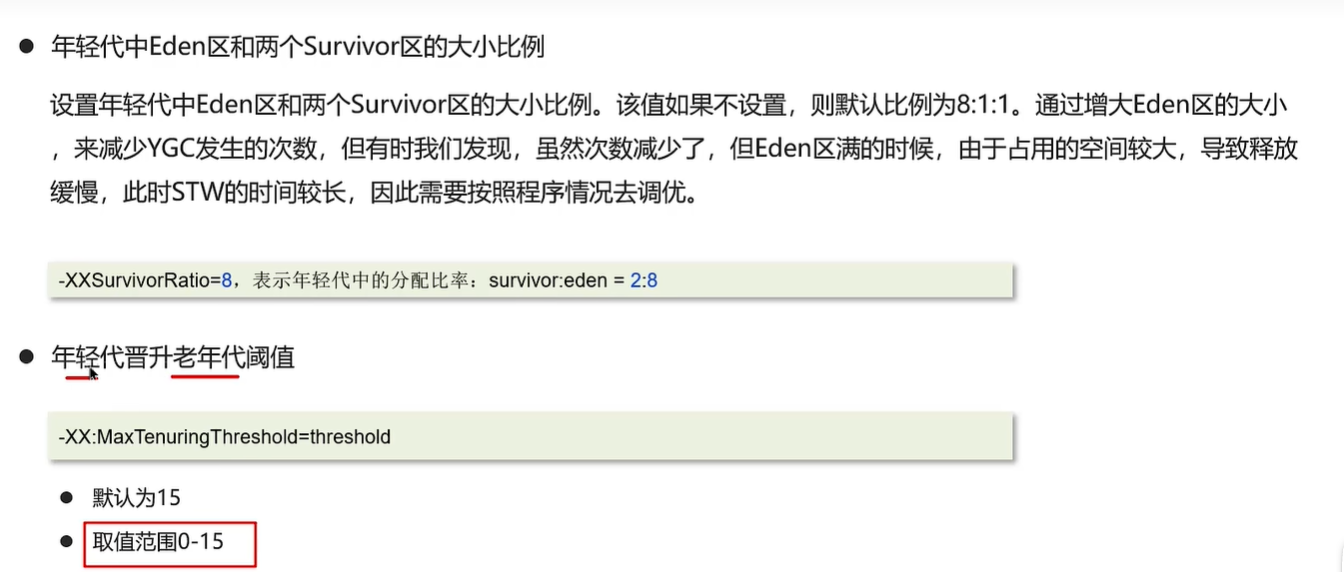 年轻代中Eden区和两个Survivor区的大小比例
设置年轻代中Eden区和两个Survivor区的大小比例。该值如果不设置，则默认比例为8:1:1。通过增大Eden区的大小
，来减少YGC发生的次数，但有时我们发现，虽然次数减少了，但Eden区满的时候，由于占用的空间较大，导致释放
缓慢，此时STW的时间较长，因此需要按照程序情况去调优。
-XXSurvivorRatio=8，表示年轻代中的分配比率：survivor:eden = 2:8
年轻代晋升老年代阈值
-XX:MaxTenuringThreshold=threshold
默认为15
取值范围0-15